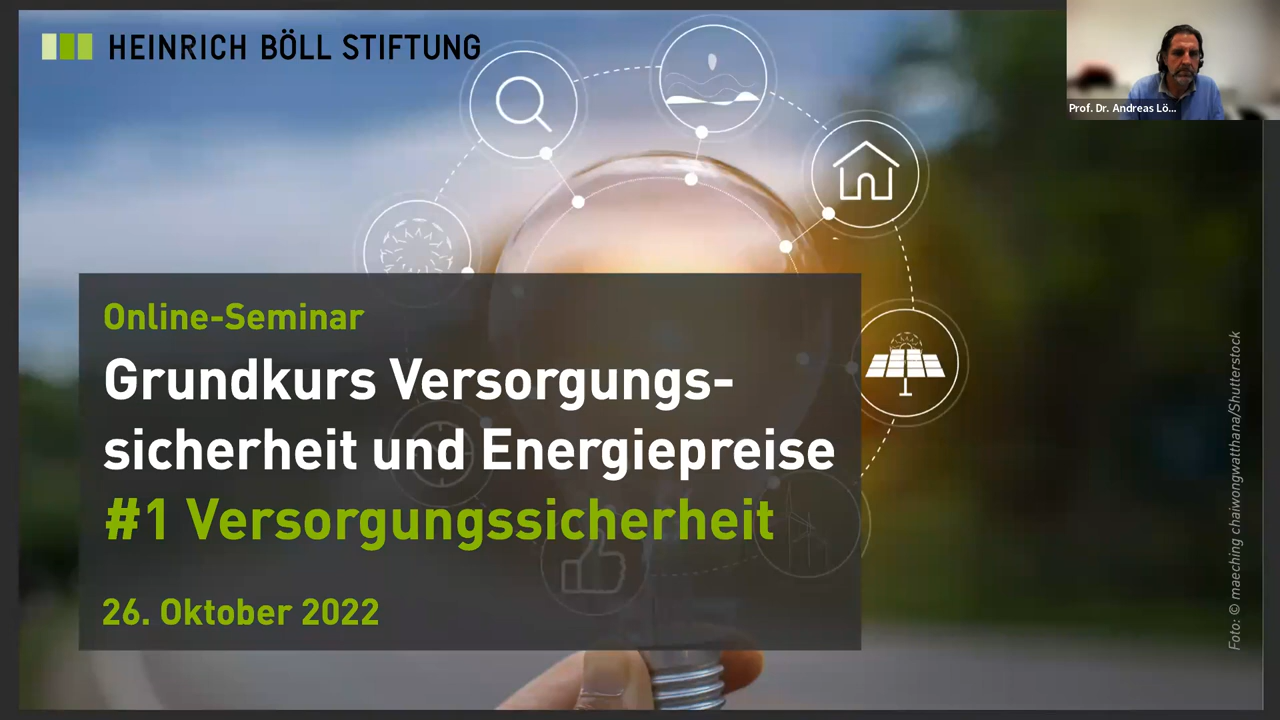 HEINRICH BÖLL STIFTUNG
Prof. Dr. Andreas Lö...
Online-Seminar
Grundkurs Versorgungs-
sicherheit und Energiepreise
#1 Versorgungssicherheit
26. Oktober 2022
Foto: © maeching chaiwongwatthana/Shutterstock